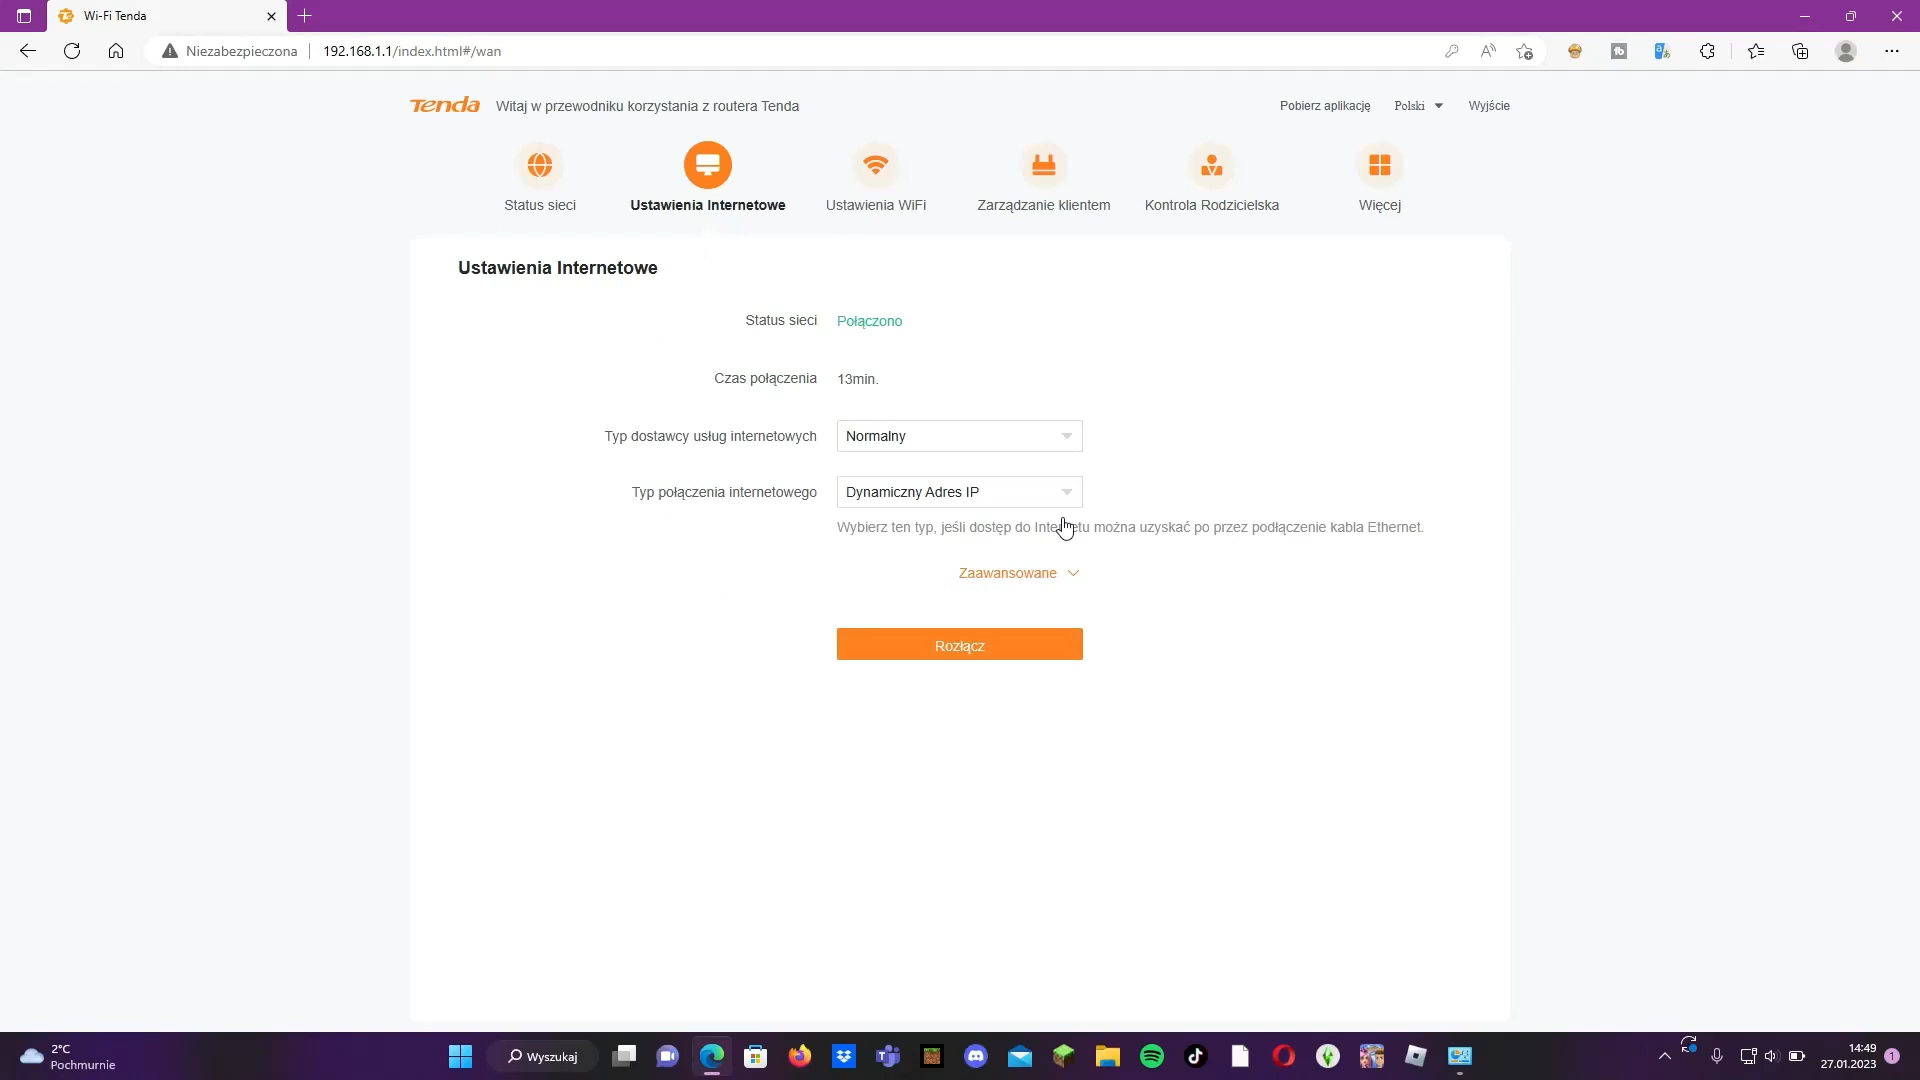 Wi-Fi Tenda
Niezabezpieczona
192.168.1.1/index.html#/wan
Tenda
Witaj w przewodniku korzystania z routera Tenda
Pobierz aplikację
Polski
Wyjście
Status sieci
Ustawienia Internetowe
Ustawienia WiFi
Zarządzanie klientem
Kontrola Rodzicielska
Więcej
Ustawienia Internetowe
Status sieci Połączono
Czas połączenia 13min.
Typ dostawcy usług internetowych Normalny
Typ połączenia internetowego Dynamiczny Adres IP
Wybierz ten typ, jeśli dostęp do Internetu można uzyskać po przez podłączenie kabla Ethernet.
Zaawansowane
Rozłącz
2°C
Pochmurnie
Wyszukaj
14:49
27.01.2023
1